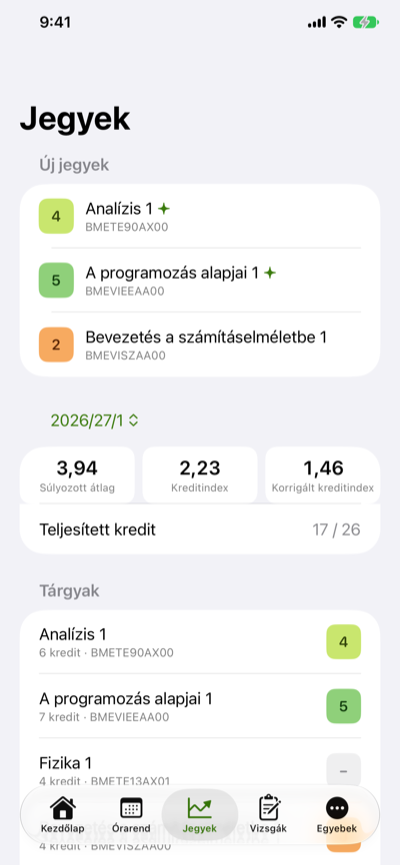 9:41
Jegyek
Új jegyek
4
Analízis 1
BMETE90AX00
5
A programozás alapjai 1
BMEVIEEAA00
2
Bevezetés a számításelméletbe 1
BMEVISZAA00
2026/27/1
3,94
Súlyozott átlag
2,23
Kreditindex
1,46
Korrigált kreditindex
Teljesített kredit
17 / 26
Tárgyak
Analízis 1
6 kredit · BMETE90AX00
4
A programozás alapjai 1
7 kredit · BMEVIEEAA00
5
Fizika 1
4 kredit · BMETE13AX01
–
Kezdőlap
Órarend
Jegyek
Vizsgák
Egyebek
4 kredit · BMEVISZAA00